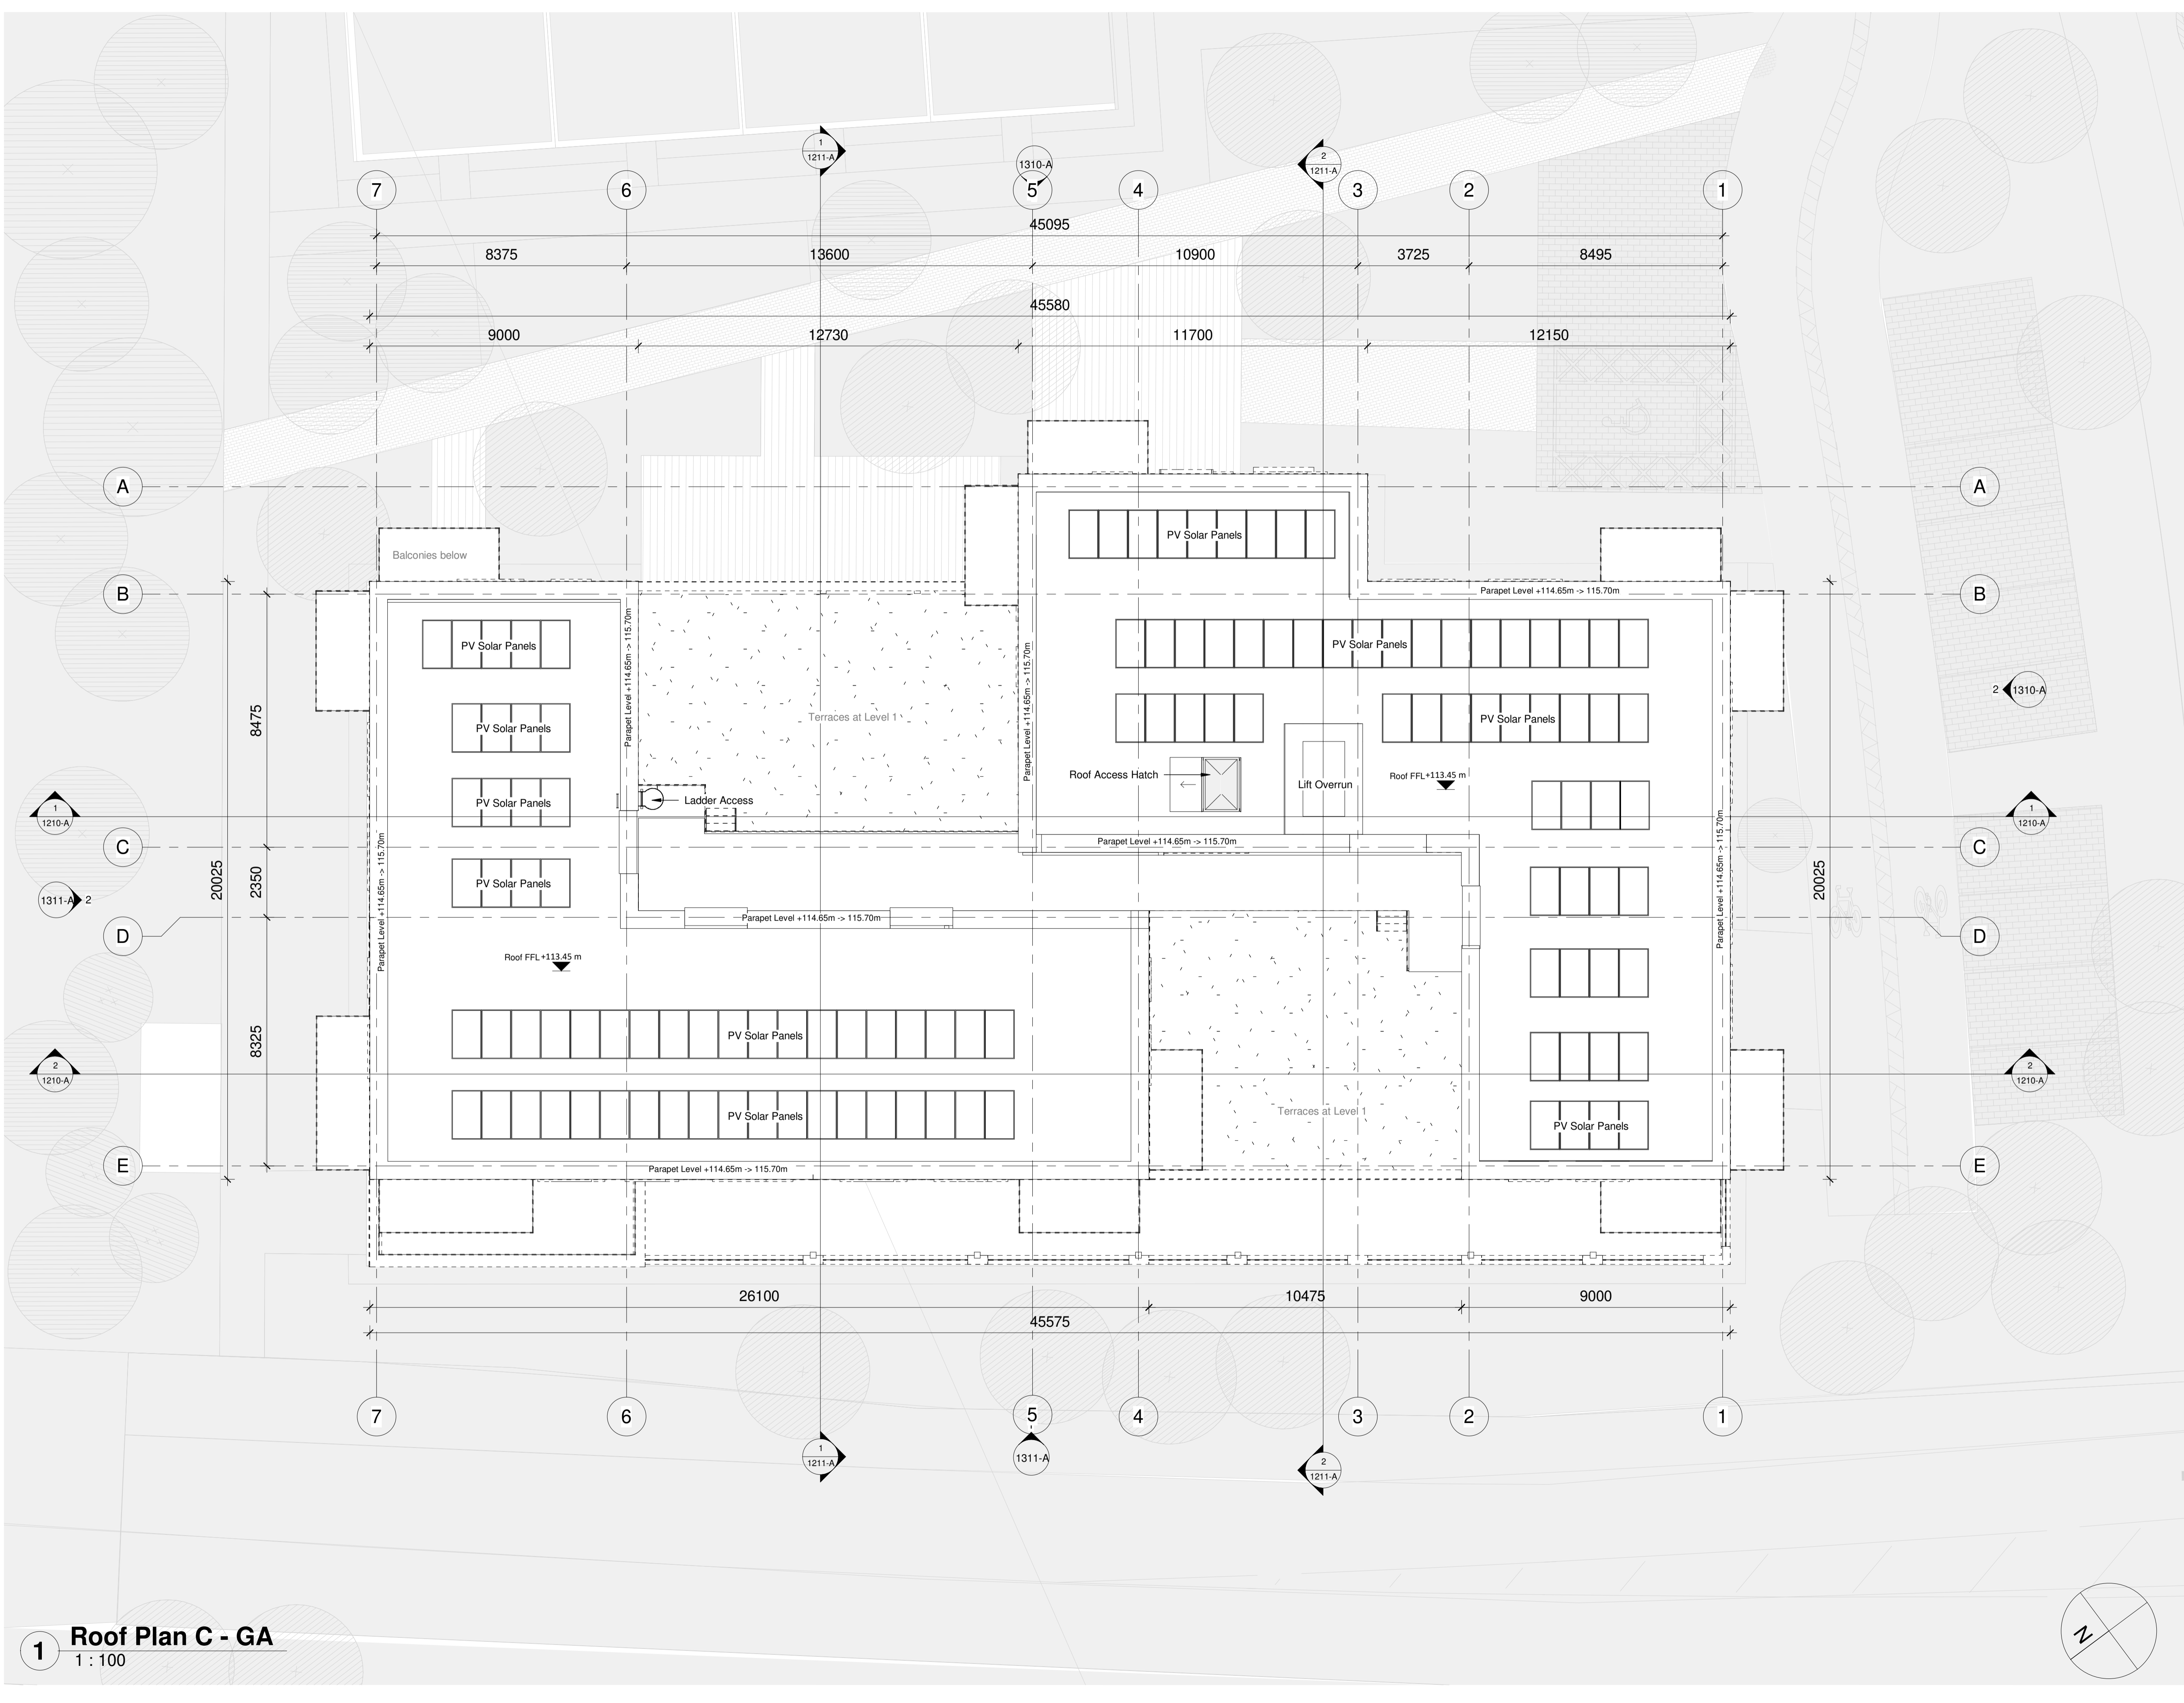 1
1211-A
1310-A
2
1211-A
7
6
5
4
3
2
1
45095
8375
13600
10900
3725
8495
45580
9000
12730
11700
12150
A
A
PV Solar Panels
Balconies below
B
B
Parapet Level +114.65m -> 115.70m
PV Solar Panels
PV Solar Panels
Parapet Level +114.65m -> 115.70m
Parapet Level +114.65m -> 115.70m
2
1310-A
8475
Terraces at Level 1
PV Solar Panels
PV Solar Panels
Roof Access Hatch
Roof FFL +113.45 m
Lift Overrun
PV Solar Panels
Ladder Access
1
1210-A
1
1210-A
C
Parapet Level +114.65m -> 115.70m
C
20025
2350
Parapet Level +114.65m -> 115.70m
PV Solar Panels
Parapet Level +114.65m -> 115.70m
20025
1311-A
2
Parapet Level +114.65m -> 115.70m
D
D
Roof FFL +113.45 m
8325
PV Solar Panels
2
1210-A
2
1210-A
PV Solar Panels
Terraces at Level 1
PV Solar Panels
E
Parapet Level +114.65m -> 115.70m
E
26100
10475
9000
45575
7
6
5
4
3
2
1
1
1211-A
1311-A
2
1211-A
1
Roof Plan C - GA
1 : 100
N